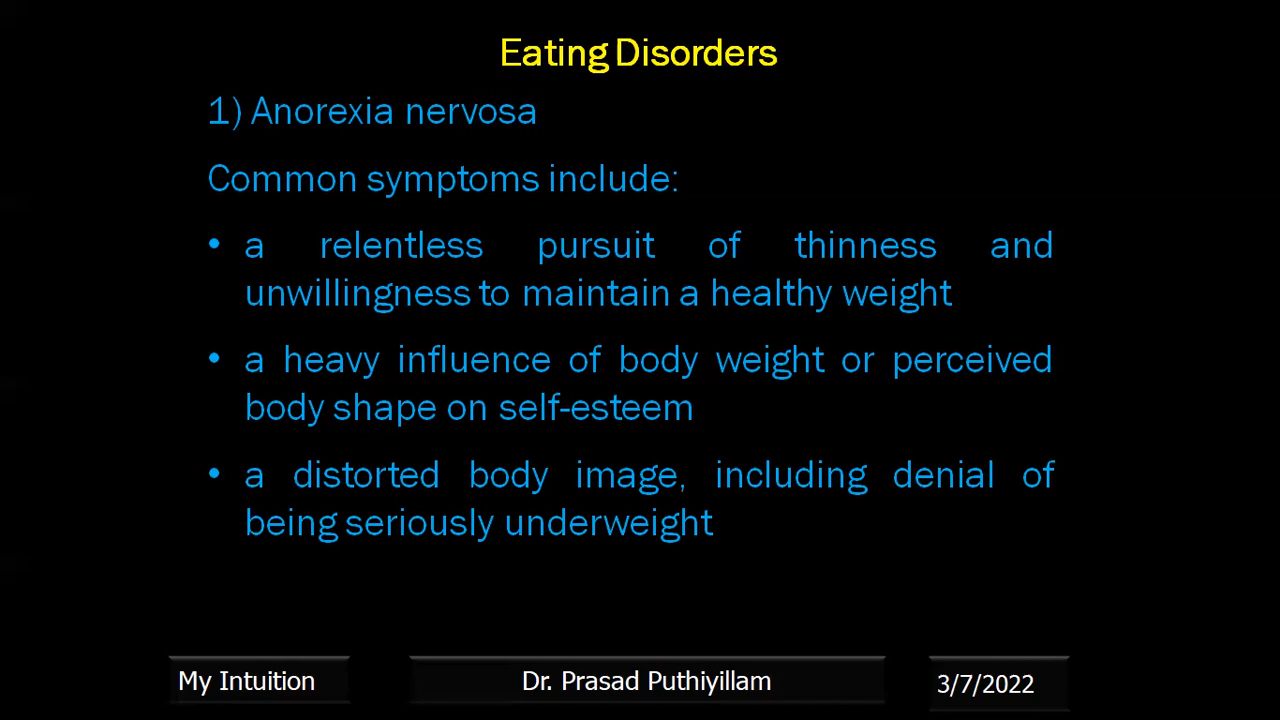 Eating Disorders
1) Anorexia nervosa
Common symptoms include:
• a relentless pursuit of thinness and
unwillingness to maintain a healthy weight
• a heavy influence of body weight or perceived
body shape on self-esteem
• a distorted body image, including denial of
being seriously underweight
My Intuition
Dr. Prasad Puthiyillam
3/7/2022